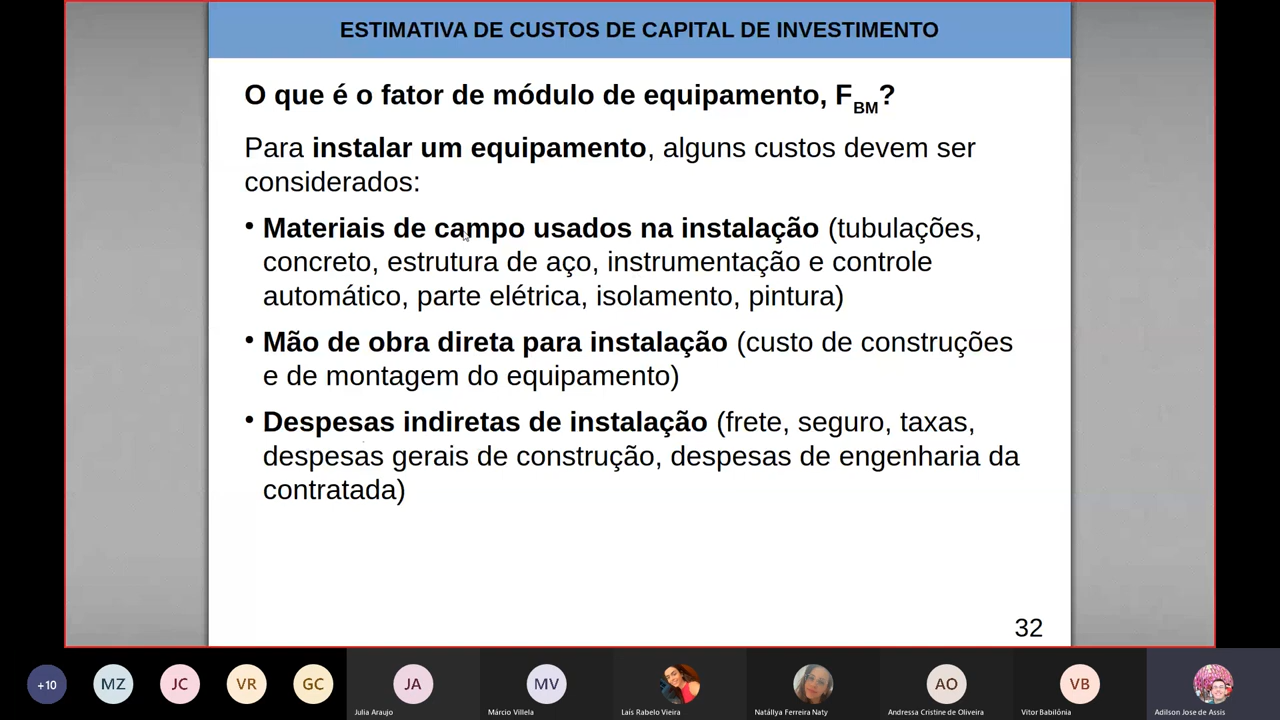 ESTIMATIVA DE CUSTOS DE CAPITAL DE INVESTIMENTO
O que é o fator de módulo de equipamento, FBM?
Para instalar um equipamento, alguns custos devem ser
considerados:
• Materiais de campo usados na instalação (tubulações,
concreto, estrutura de aço, instrumentação e controle
automático, parte elétrica, isolamento, pintura)
• Mão de obra direta para instalação (custo de construções
e de montagem do equipamento)
• Despesas indiretas de instalação (frete, seguro, taxas,
despesas gerais de construção, despesas de engenharia da
contratada)
32
+10 MZ JC VR GC JA MV AO VB
Julia Araujo Márcio Villela Laís Rabelo Vieira Natállya Ferreira Naty Andressa Cristine de Oliveira Vitor Babilônia Adilson Jose de Assis